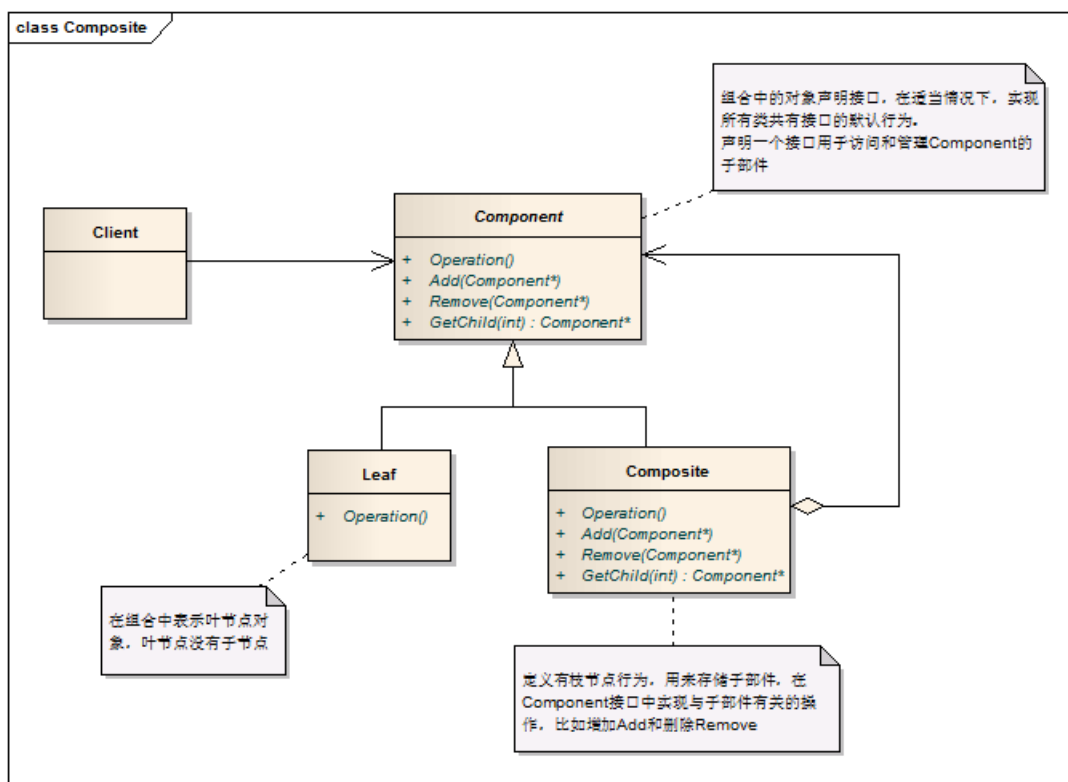 class Composite
组合中的对象声明接口，在适当情况下，实现
所有类共有接口的默认行为。
声明一个接口用于访问和管理Component的
子部件
Component
+ Operation()
+ Add(Component*)
+ Remove(Component*)
+ GetChild(int) : Component*
Client
Leaf
+ Operation()
Composite
+ Operation()
+ Add(Component*)
+ Remove(Component*)
+ GetChild(int) : Component*
在组合中表示叶节点对
象，叶节点没有子节点
定义有枝节点行为，用来存储子部件，在
Component接口中实现与子部件有关的操
作，比如增加Add和删除Remove